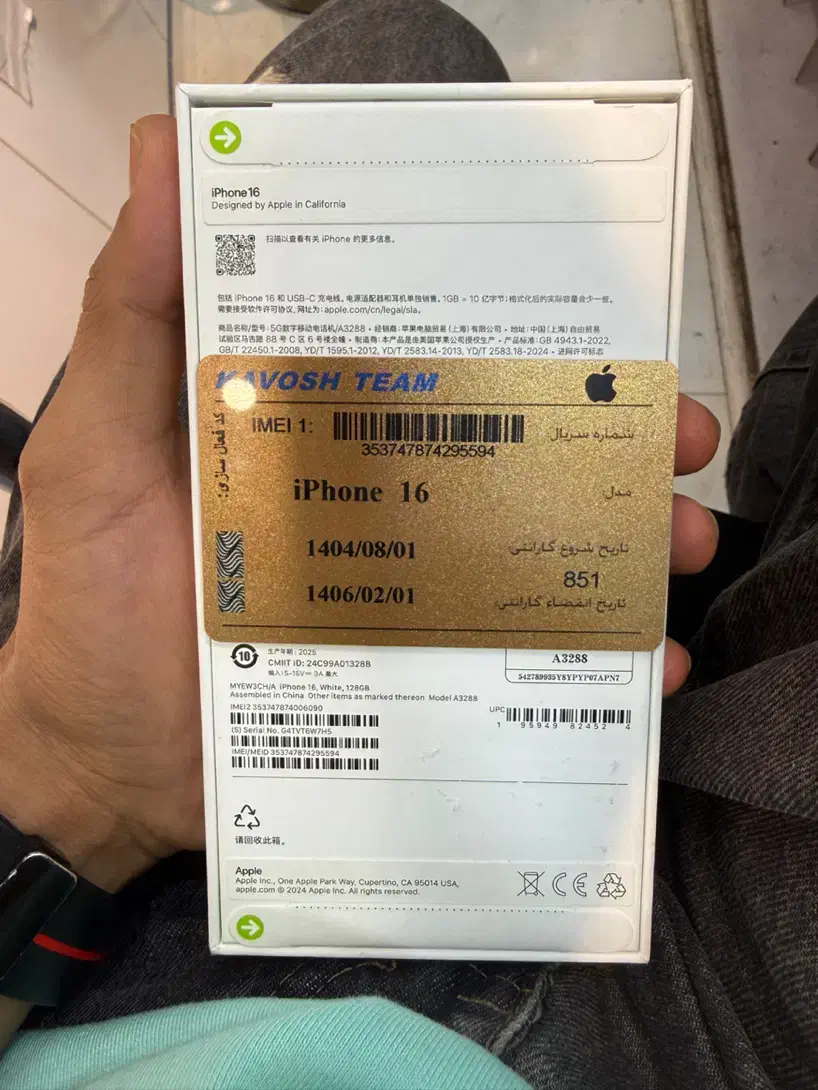 iPhone 16
Designed by Apple in California
扫描以查看有关 iPhone 的更多信息。
包括 iPhone 16 和 USB-C 充电线。电源适配器和耳机单独销售。1GB = 10 亿字节;格式化后的实际容量会少一些。
需要接受软件许可协议, 网址为: apple.com/cn/legal/sla.
商品名称/型号: 5G数字移动电话机/A3288 • 经销商: 苹果电脑贸易 (上海) 有限公司 • 地址: 中国 (上海) 自由贸易
试验区马吉路 88 号 C 区 6 号楼全幢 • 制造商: 本产品是由美国苹果公司授权生产 • 产品标准: GB 4943.1-2022,
GB/T 22450.1-2008, YD/T 1595.1-2012, YD/T 2583.14-2013, YD/T 2583.18-2024 • 进网许可标志
KAVOSH TEAM
کد فعال سازی:
IMEI 1:
353747874295594
شماره سریال
iPhone 16
مدل
1404/08/01
تاریخ شروع گارانتی:
851
1406/02/01
تاریخ انقضاء گارانتی:
10
生产年期: 2025
CMIIT ID: 24C99A013288
输入: 5-15V⎓ 3A 最大
A3288
542789935Y8YPYP07APN7
MYEW3CH/A iPhone 16, White, 128GB
Assembled in China Other items as marked thereon Model A3288
IMEI2 353747874006090
(S) Serial No. G4TVT6W7H5
IMEI/MEID 353747874295594
UPC
1 95949 82452 4
请回收此箱。
Apple
Apple Inc., One Apple Park Way, Cupertino, CA 95014 USA,
apple.com © 2024 Apple Inc. All rights reserved.
CE